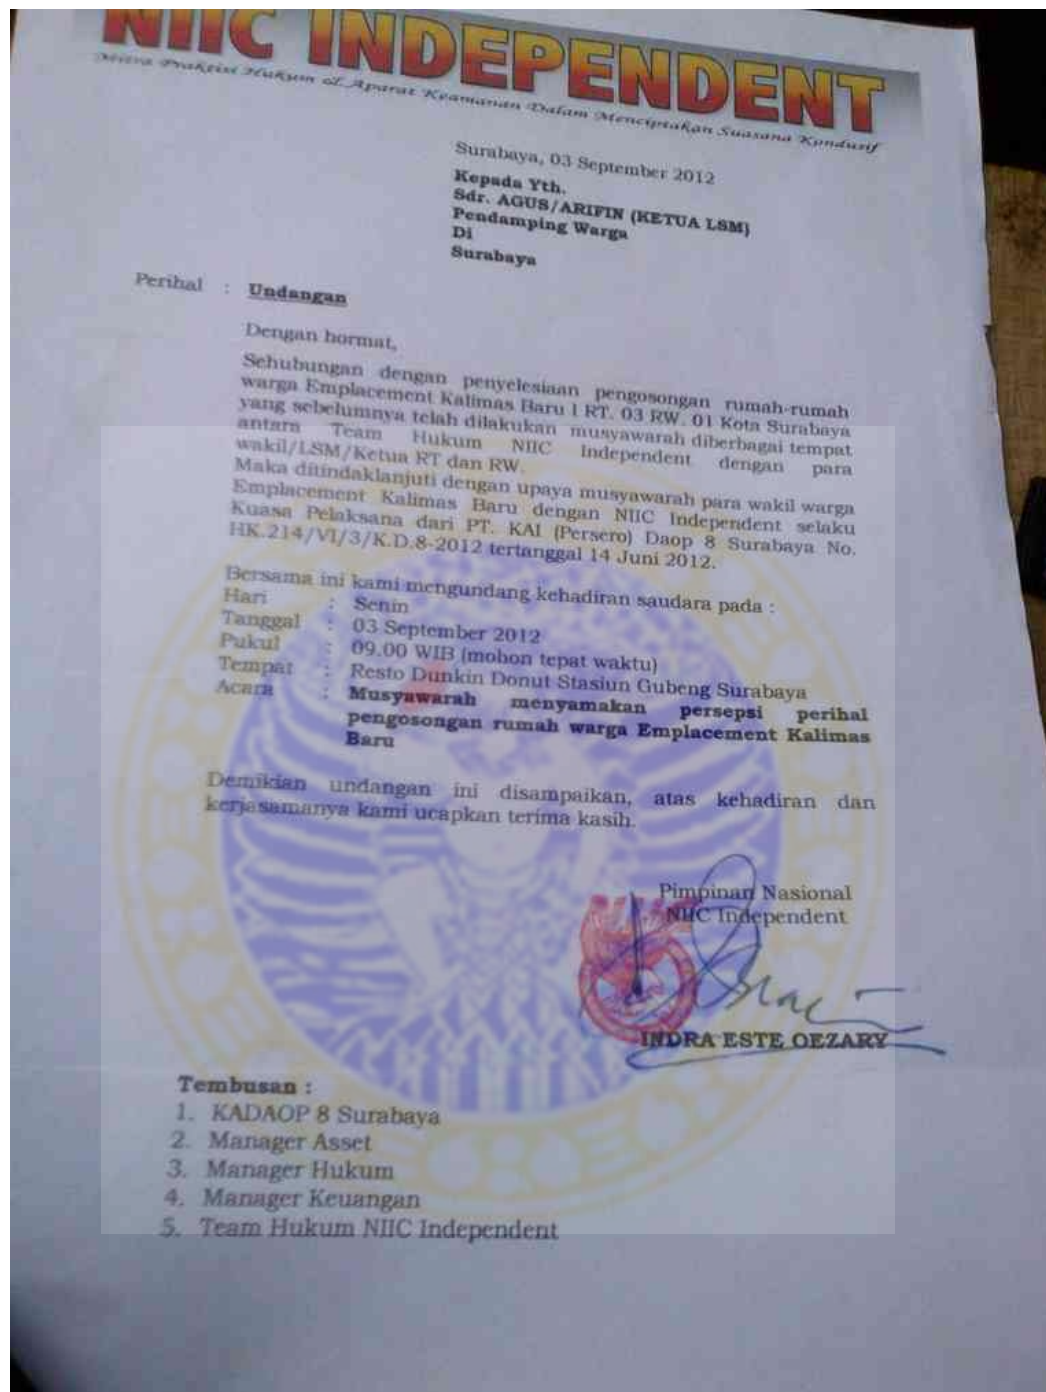 NIIC INDEPENDENT
Mitra Praktisi Hukum & Aparat Keamanan Dalam Menciptakan Suasana Kundusif
Surabaya, 03 September 2012
Kepada Yth.
Sdr. AGUS/ARIFIN (KETUA LSM)
Pendamping Warga
Di
Surabaya
Perihal : Undangan
Dengan hormat,
Sehubungan dengan penyelesiaan pengosongan rumah-rumah
warga Emplacement Kalimas Baru I RT. 03 RW. 01 Kota Surabaya
yang sebelumnya telah dilakukan musyawarah diberbagai tempat
antara Team Hukum NIIC Independent dengan para
wakil/LSM/Ketua RT dan RW.
Maka ditindaklanjuti dengan upaya musyawarah para wakil warga
Emplacement Kalimas Baru dengan NIIC Independent selaku
Kuasa Pelaksana dari PT. KAI (Persero) Daop 8 Surabaya No.
HK.214/VI/3/K.D.8-2012 tertanggal 14 Juni 2012.
Bersama ini kami mengundang kehadiran saudara pada :
Hari : Senin
Tanggal : 03 September 2012
Pukul : 09.00 WIB (mohon tepat waktu)
Tempat : Resto Dunkin Donut Stasiun Gubeng Surabaya
Acara : Musyawarah menyamakan persepsi perihal
pengosongan rumah warga Emplacement Kalimas
Baru
Demikian undangan ini disampaikan, atas kehadiran dan
kerjasamanya kami ucapkan terima kasih.
Pimpinan Nasional
NIIC Independent
INDRA ESTE OEZARY
Tembusan :
1. KADAOP 8 Surabaya
2. Manager Asset
3. Manager Hukum
4. Manager Keuangan
5. Team Hukum NIIC Independent